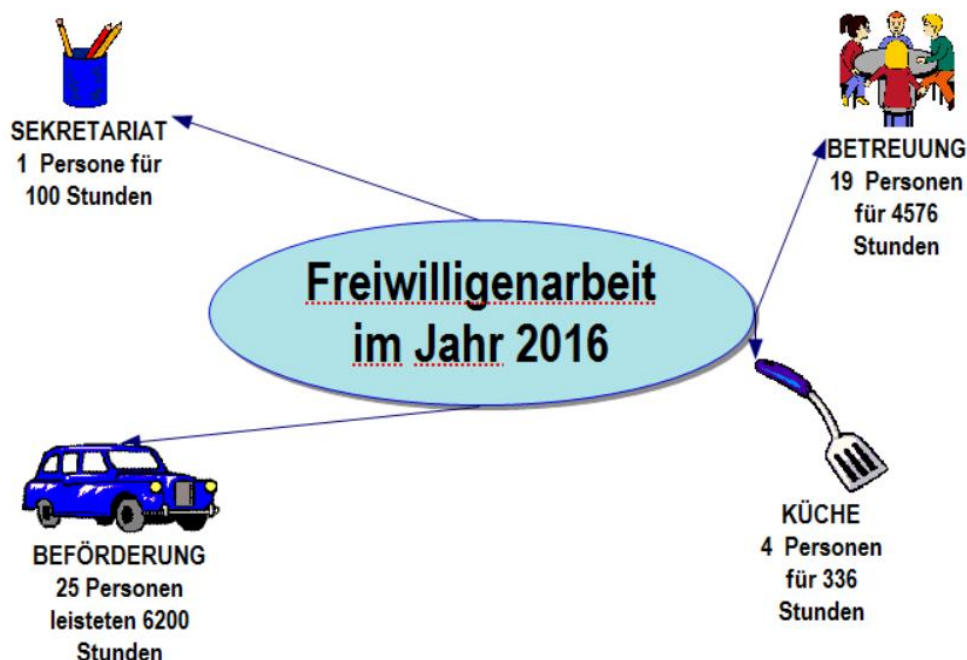 SEKRETARIAT
1 Persone für
100 Stunden
BETREUUNG
19 Personen
für 4576
Stunden
Freiwilligenarbeit
im Jahr 2016
BEFÖRDERUNG
25 Personen
leisteten 6200
Stunden
KÜCHE
4 Personen
für 336
Stunden